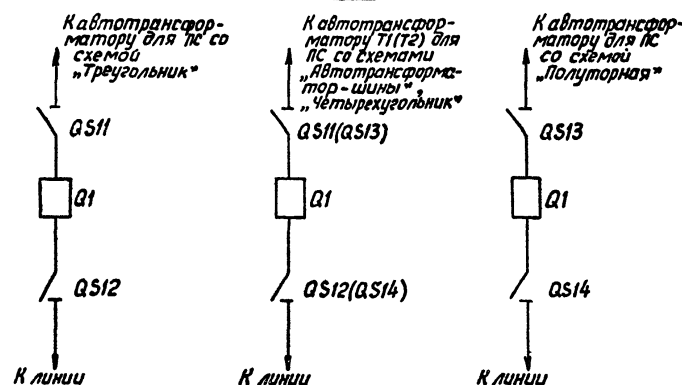 К автотрансфор-
матору для ПС со
схемой
„Треугольник"
QS11
Q1
QS12
К линии
К автотрансфор-
матору Т1(Т2) для
ПС со схемами
„Автотрансформа-
тор-шины",
„Четырехугольник"
QS11(QS13)
Q1
QS12(QS14)
К линии
К автотрансфор-
матору для ПС
со схемой
„Полуторная"
QS13
Q1
QS14
К линии